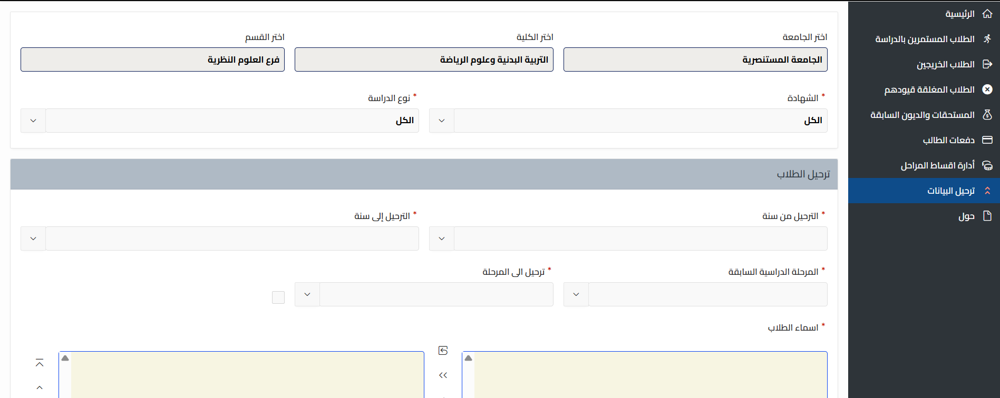 الرئيسية
الطلاب المستمرين بالدراسة
الطلاب الخريجين
الطلاب المغلقة قيودهم
المستحقات والديون السابقة
دفعات الطالب
أدارة اقساط المراحل
ترحيل البيانات
حول
اختر الجامعة
الجامعة المستنصرية
اختر الكلية
التربية البدنية وعلوم الرياضة
اختر القسم
فرع العلوم النظرية
* الشهادة
الكل
* نوع الدراسة
الكل
ترحيل الطلاب
* الترحيل من سنة
* الترحيل إلى سنة
* المرحلة الدراسية السابقة
* ترحيل الى المرحلة
* اسماء الطلاب